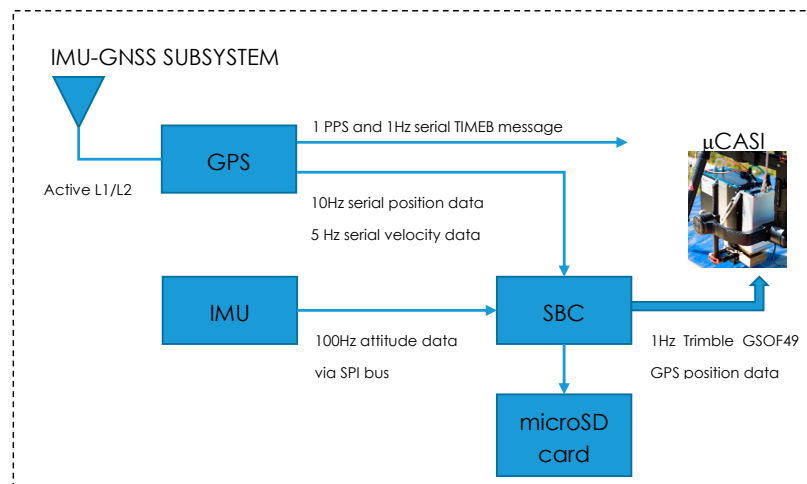 IMU-GNSS SUBSYSTEM
1 PPS and 1Hz serial TIMEB message
µCASI
GPS
Active L1/L2
10Hz serial position data
5 Hz serial velocity data
IMU
SBC
100Hz attitude data
via SPI bus
1Hz Trimble GSOF49
GPS position data
microSD
card